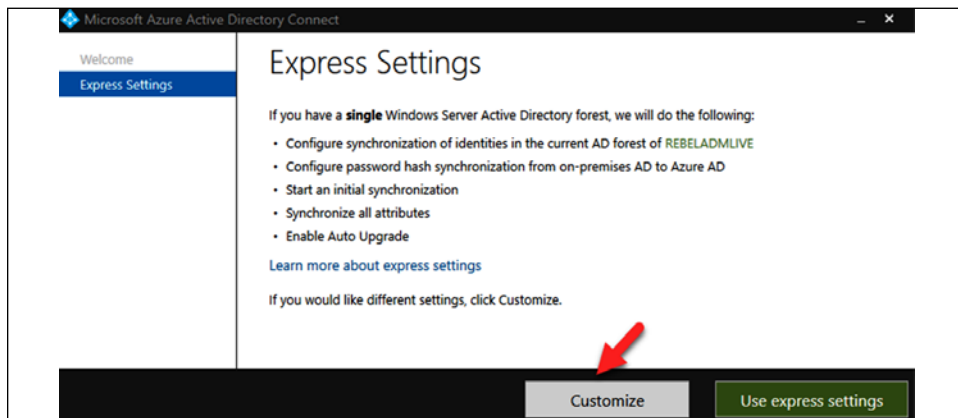 Microsoft Azure Active Directory Connect
Welcome
Express Settings
Express Settings
If you have a single Windows Server Active Directory forest, we will do the following:
• Configure synchronization of identities in the current AD forest of REBELADMLIVE
• Configure password hash synchronization from on-premises AD to Azure AD
• Start an initial synchronization
• Synchronize all attributes
• Enable Auto Upgrade
Learn more about express settings
If you would like different settings, click Customize.
Customize
Use express settings